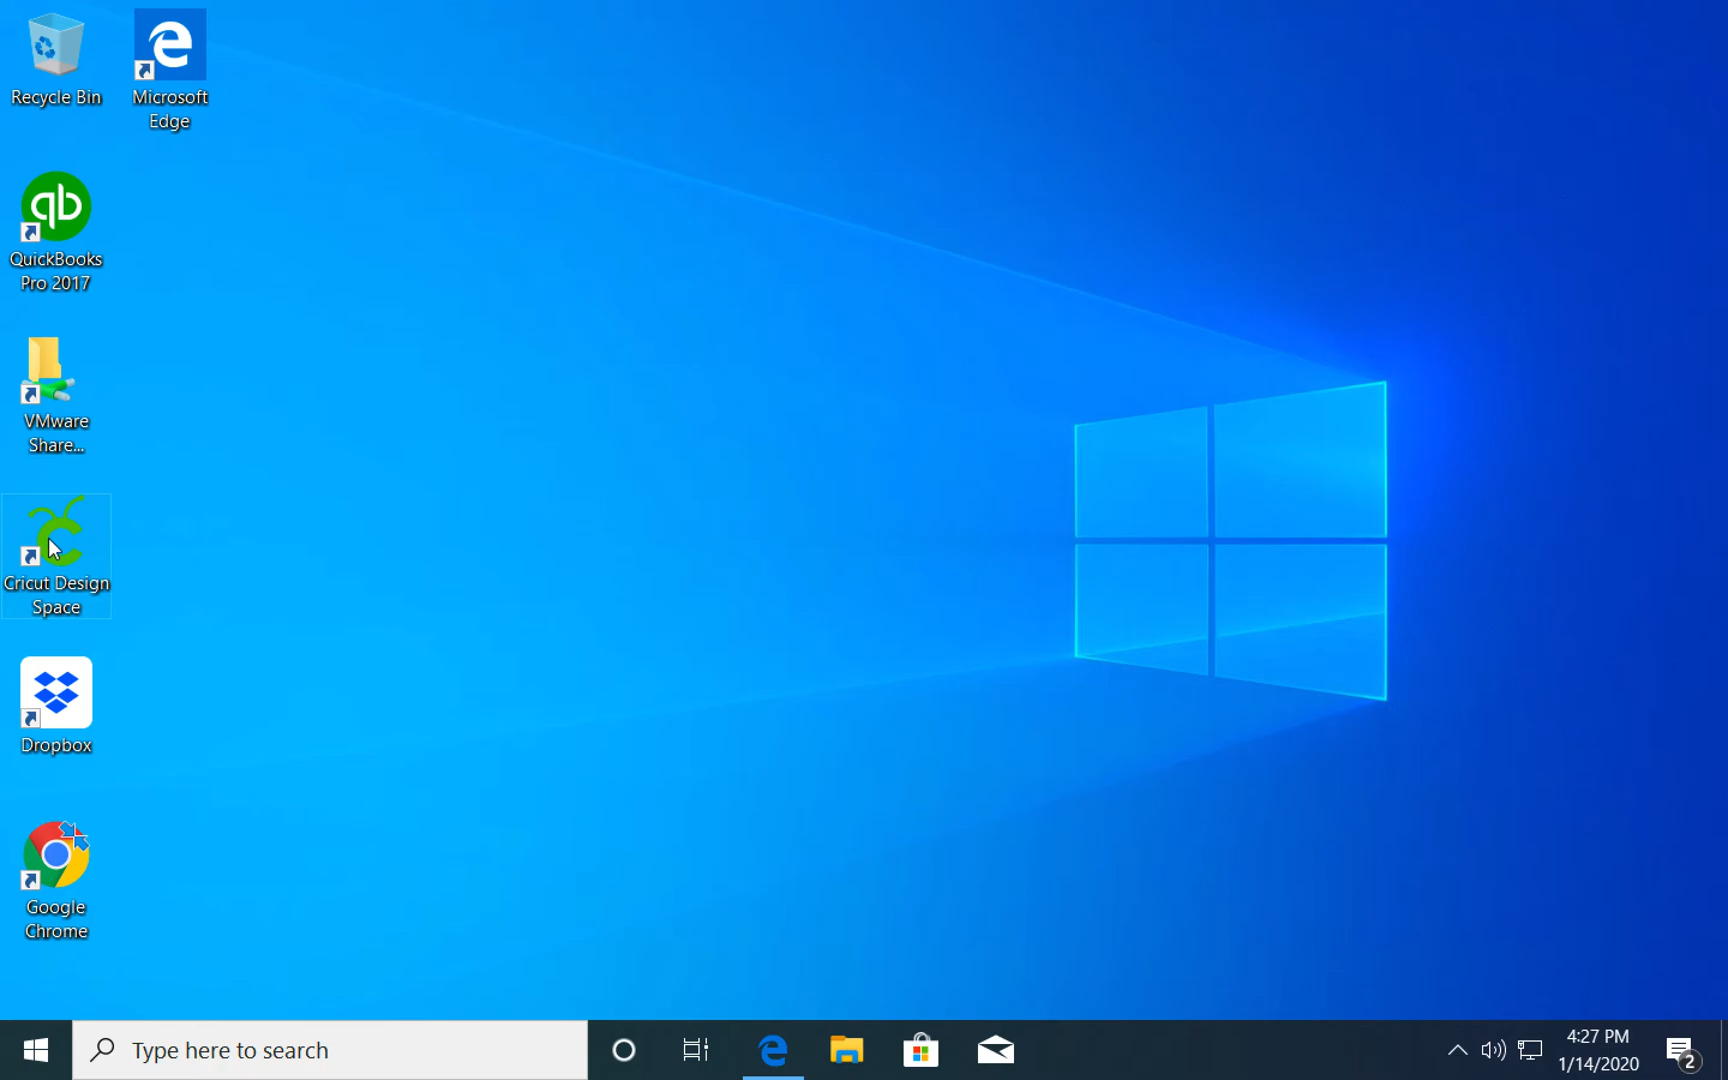 Recycle Bin
Microsoft
Edge
qb
QuickBooks
Pro 2017
VMware
Share...
Cricut Design
Space
Dropbox
Google
Chrome
Type here to search
4:27 PM
1/14/2020
2